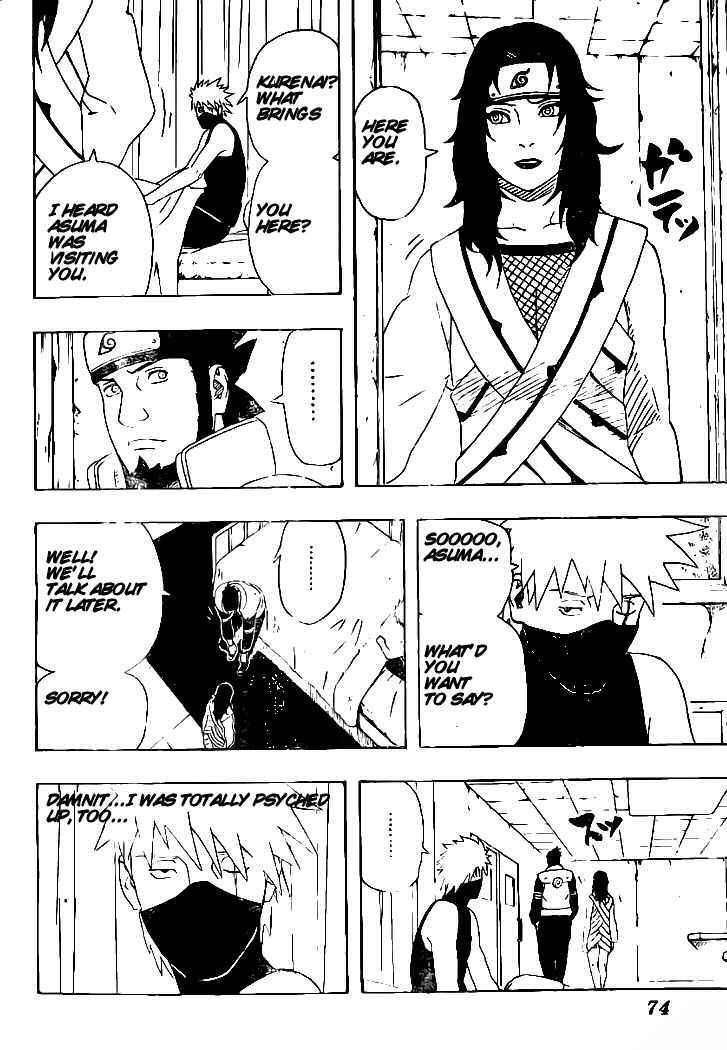 HERE
YOU
ARE.
ガラッ
KURENAI?
WHAT
BRINGS
YOU
HERE?
I HEARD
ASUMA
WAS
VISITING
YOU.
......
SOOOOO,
ASUMA...
WHAT'D
YOU
WANT
TO SAY?
......
WELL!
WE'LL
TALK ABOUT
IT LATER.
SORRY!
......
DAMNIT...I WAS TOTALLY PSYCHED
UP, TOO...
74